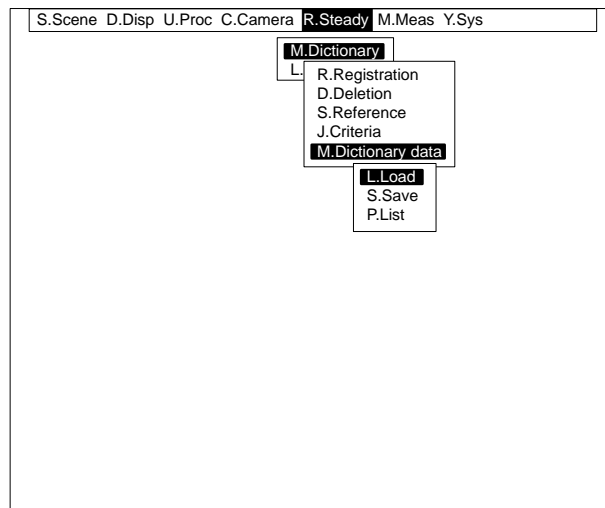 S.Scene D.Disp U.Proc C.Camera R.Steady M.Meas Y.Sys
M.Dictionary
L.
R.Registration
D.Deletion
S.Reference
J.Criteria
M.Dictionary data
L.Load
S.Save
P.List